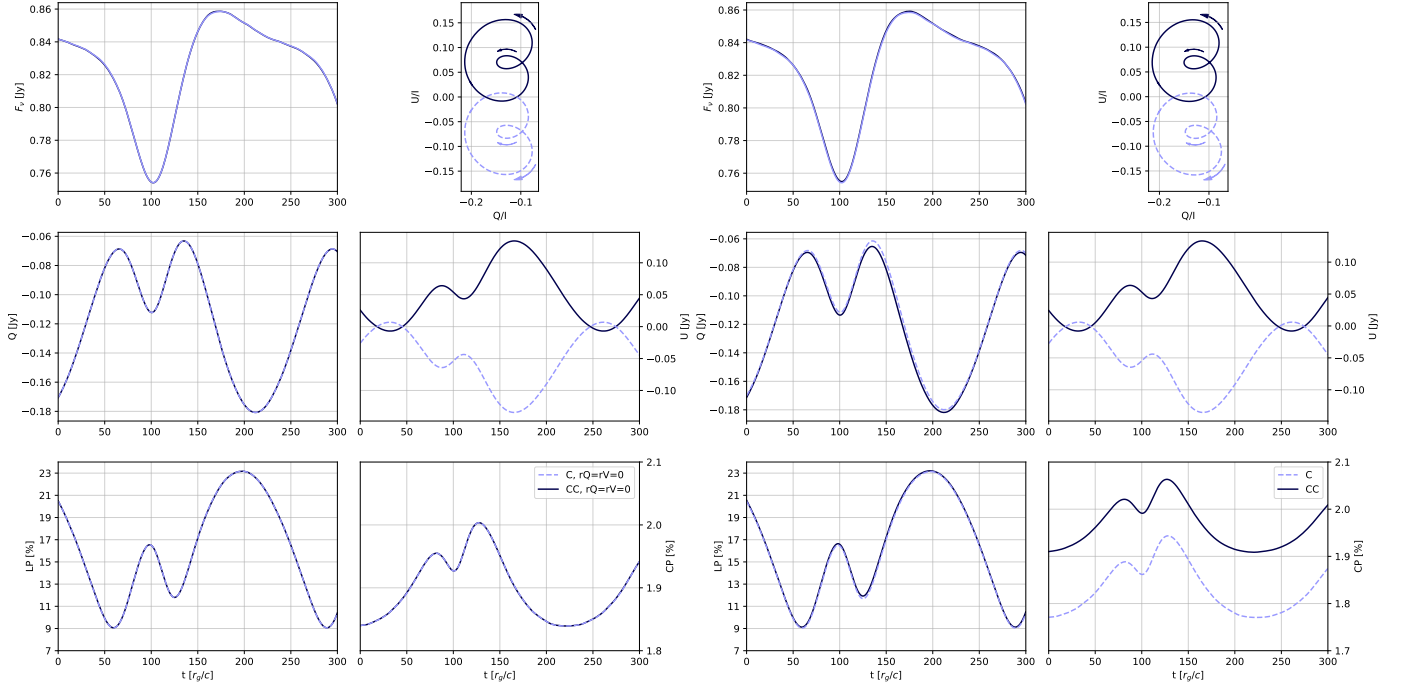 0.86
0.84
0.82
0.80
0.78
0.76
F_ν [Jy]
0 50 100 150 200 250 300
0.15
0.10
0.05
0.00
−0.05
−0.10
−0.15
U/I
−0.2 −0.1
Q/I
0.86
0.84
0.82
0.80
0.78
0.76
F_ν [Jy]
0 50 100 150 200 250 300
0.15
0.10
0.05
0.00
−0.05
−0.10
−0.15
U/I
−0.2 −0.1
Q/I
−0.06
−0.08
−0.10
−0.12
−0.14
−0.16
−0.18
Q [Jy]
0 50 100 150 200 250 300
0.10
0.05
0.00
−0.05
−0.10
U [Jy]
0 50 100 150 200 250 300
−0.06
−0.08
−0.10
−0.12
−0.14
−0.16
−0.18
Q [Jy]
0 50 100 150 200 250 300
0.10
0.05
0.00
−0.05
−0.10
U [Jy]
0 50 100 150 200 250 300
23
21
19
17
15
13
11
9
7
LP [%]
0 50 100 150 200 250 300
t [r_g/c]
C, rQ=rV=0
CC, rQ=rV=0
2.1
2.0
1.9
1.8
CP [%]
0 50 100 150 200 250 300
t [r_g/c]
23
21
19
17
15
13
11
9
7
LP [%]
0 50 100 150 200 250 300
t [r_g/c]
C
CC
2.1
2.0
1.9
1.8
1.7
CP [%]
0 50 100 150 200 250 300
t [r_g/c]